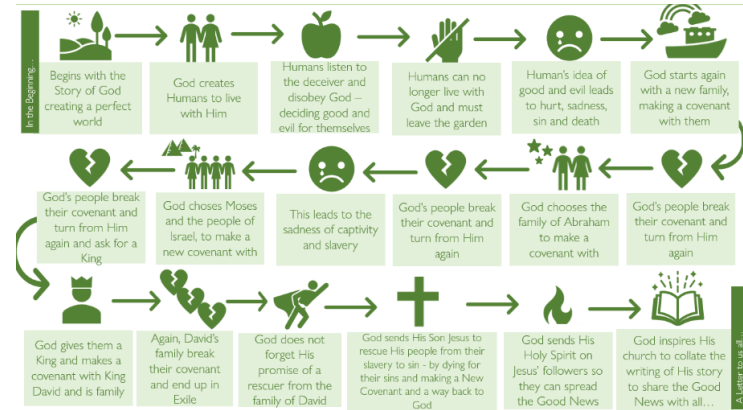 In the Beginning...
Begins with the
Story of God
creating a perfect
world
God creates
Humans to live
with Him
Humans listen to
the deceiver and
disobey God –
deciding good and
evil for themselves
Humans can no
longer live with
God and must
leave the garden
Human's idea of
good and evil leads
to hurt, sadness,
sin and death
God starts again
with a new family,
making a covenant
with them
God's people break
their covenant and
turn from Him
again
God chooses the
family of Abraham
to make a
covenant with
God's people break
their covenant and
turn from Him
again
This leads to the
sadness of captivity
and slavery
God choses Moses
and the people of
Israel, to make a
new covenant with
God's people break
their covenant and
turn from Him
again and ask for a
King
God gives them a
King and makes a
covenant with King
David and is family
Again, David's
family break
their covenant
and end up in
Exile
God does not
forget His
promise of a
rescuer from the
family of David
God sends His Son Jesus to
rescue His people from their
slavery to sin - by dying for
their sins and making a New
Covenant and a way back to
God
God sends His
Holy Spirit on
Jesus' followers so
they can spread
the Good News
God inspires His
church to collate the
writing of His story
to share the Good
News with all...
A Letter to us all...